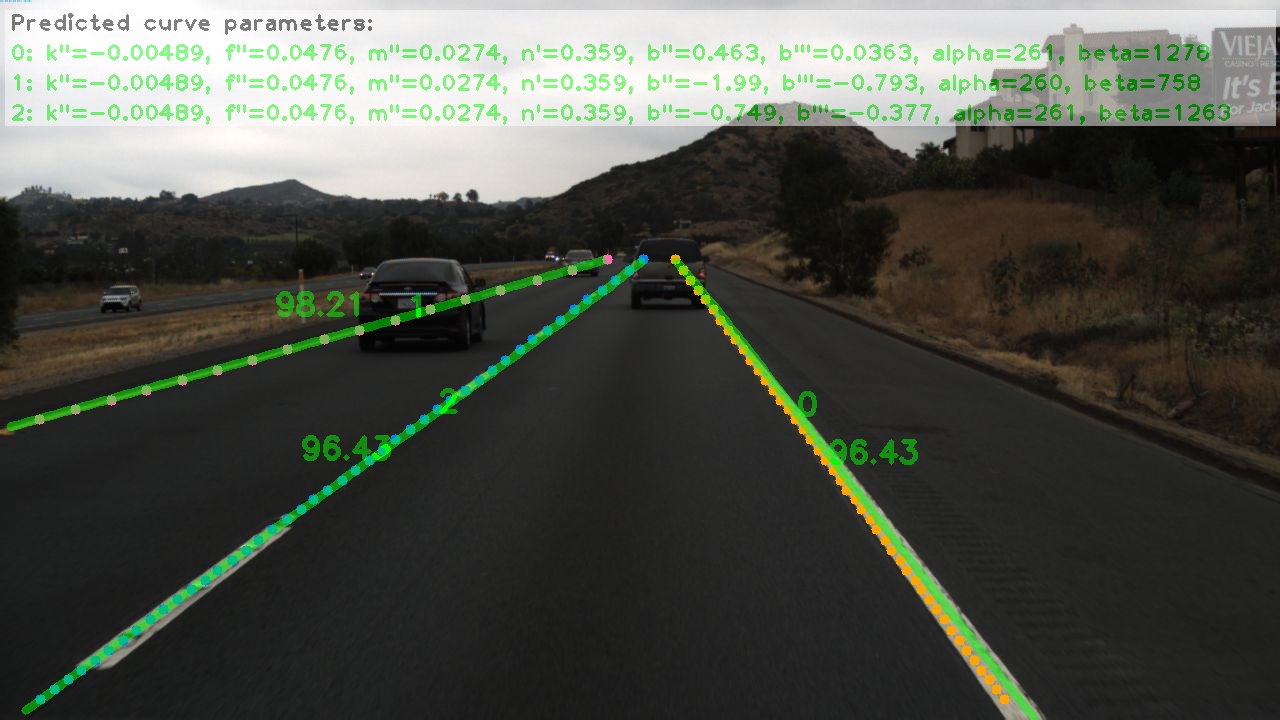 Predicted curve parameters:
0: k''=-0.00489, f''=0.0476, m''=0.0274, n'=0.359, b''=0.463, b'''=0.0363, alpha=261, beta=1278
1: k''=-0.00489, f''=0.0476, m''=0.0274, n'=0.359, b''=-1.99, b'''=-0.793, alpha=260, beta=758
2: k''=-0.00489, f''=0.0476, m''=0.0274, n'=0.359, b''=-0.749, b'''=-0.377, alpha=261, beta=1263
VIEJA
It's
or Jack
98.21 1
2 0
96.43 96.43